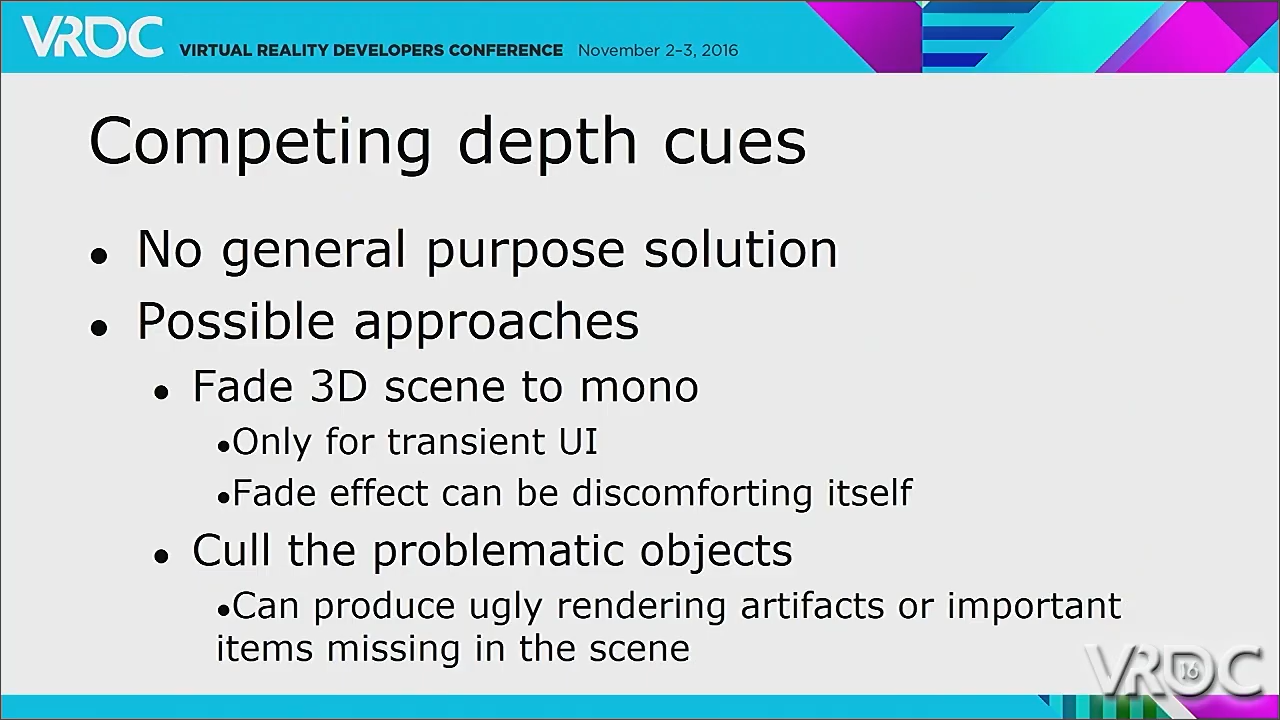 VRDC VIRTUAL REALITY DEVELOPERS CONFERENCE November 2–3, 2016
Competing depth cues
● No general purpose solution
● Possible approaches
● Fade 3D scene to mono
●Only for transient UI
●Fade effect can be discomforting itself
● Cull the problematic objects
●Can produce ugly rendering artifacts or important
items missing in the scene
VRDC 16